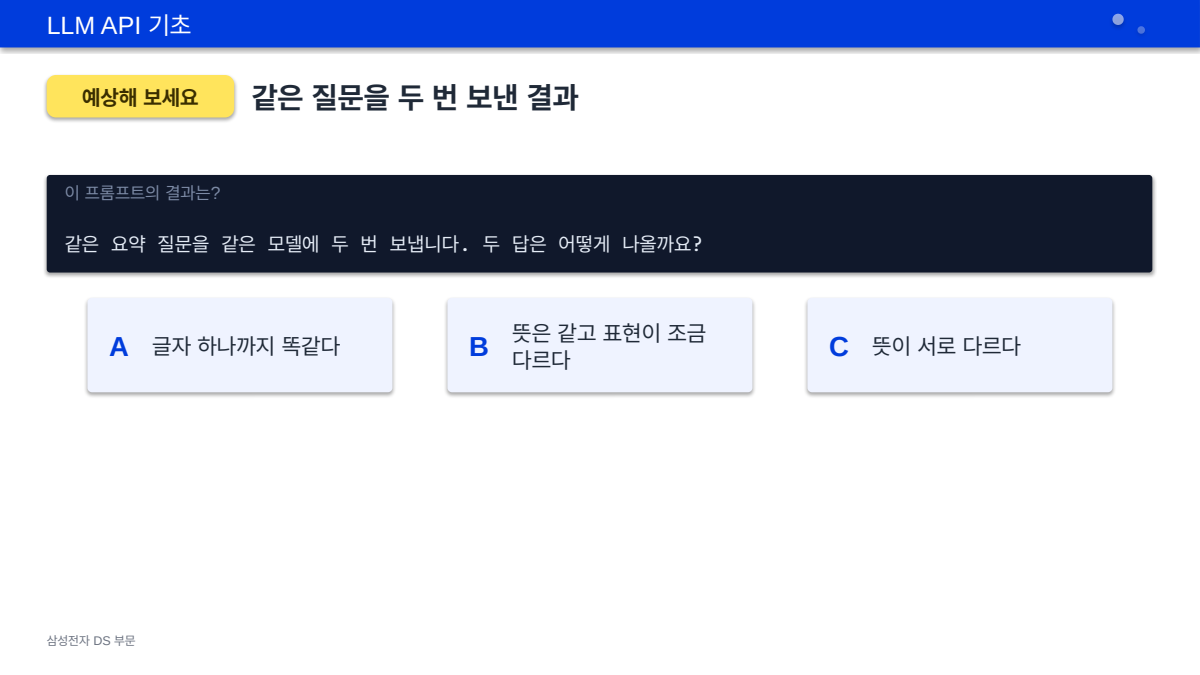 LLM API 기초
예상해 보세요
같은 질문을 두 번 보낸 결과
이 프롬프트의 결과는?
같은 요약 질문을 같은 모델에 두 번 보냅니다. 두 답은 어떻게 나올까요?
A
글자 하나까지 똑같다
B
뜻은 같고 표현이 조금
다르다
C
뜻이 서로 다르다
삼성전자 DS 부문